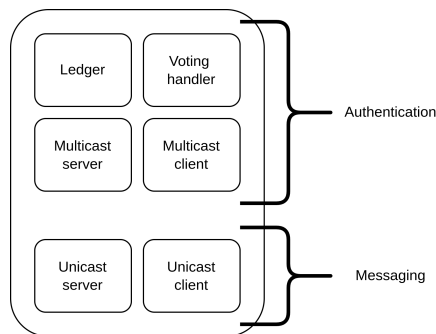 Ledger
Voting
handler
Multicast
server
Multicast
client
Authentication
Unicast
server
Unicast
client
Messaging